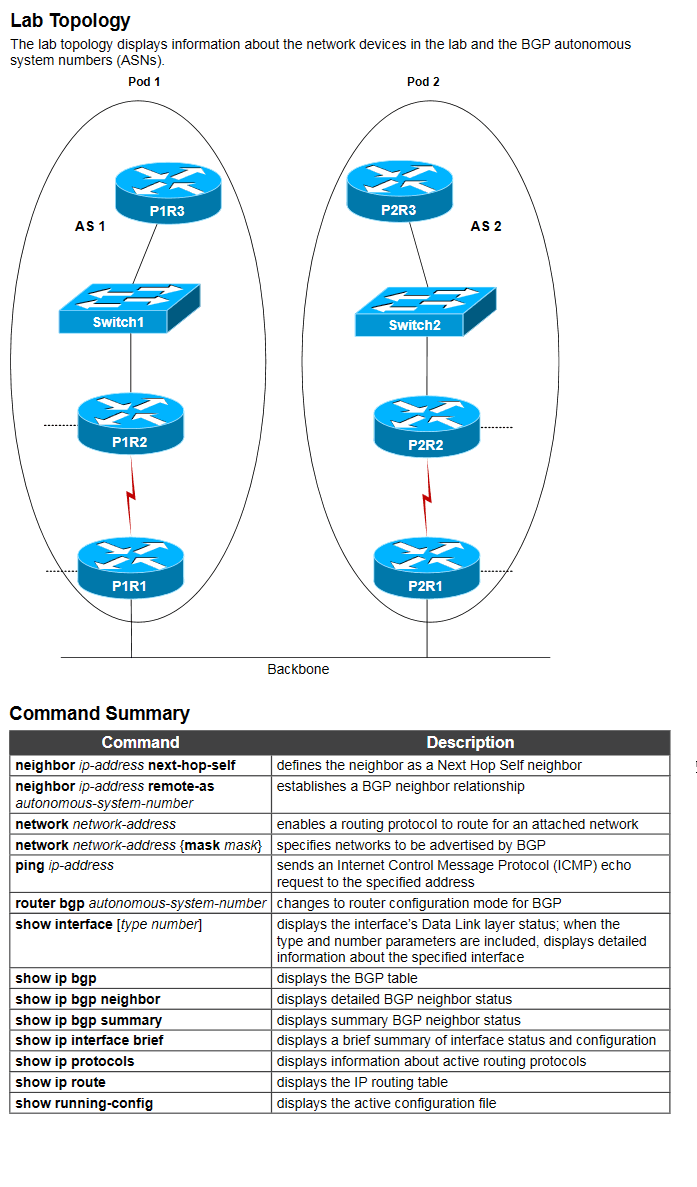 Lab Topology
The lab topology displays information about the network devices in the lab and the BGP autonomous
system numbers (ASNs).
Pod 1
Pod 2
P1R3
P2R3
AS 1
AS 2
Switch1
Switch2
P1R2
P2R2
P1R1
P2R1
Backbone
Command Summary
Command Description
neighbor ip-address next-hop-self defines the neighbor as a Next Hop Self neighbor
neighbor ip-address remote-as establishes a BGP neighbor relationship
autonomous-system-number
network network-address enables a routing protocol to route for an attached network
network network-address {mask mask} specifies networks to be advertised by BGP
ping ip-address sends an Internet Control Message Protocol (ICMP) echo
request to the specified address
router bgp autonomous-system-number changes to router configuration mode for BGP
show interface [type number] displays the interface's Data Link layer status; when the
type and number parameters are included, displays detailed
information about the specified interface
show ip bgp displays the BGP table
show ip bgp neighbor displays detailed BGP neighbor status
show ip bgp summary displays summary BGP neighbor status
show ip interface brief displays a brief summary of interface status and configuration
show ip protocols displays information about active routing protocols
show ip route displays the IP routing table
show running-config displays the active configuration file